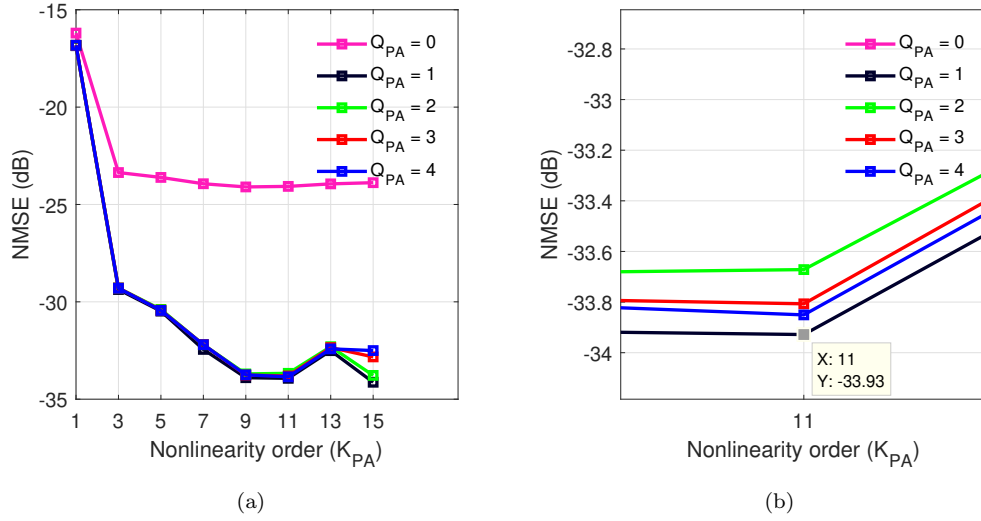 -15
-20
-25
-30
-35
NMSE (dB)
1 3 5 7 9 11 13 15
Nonlinearity order (K_PA)
Q_PA = 0
Q_PA = 1
Q_PA = 2
Q_PA = 3
Q_PA = 4
(a)
-32.8
-33
-33.2
-33.4
-33.6
-33.8
-34
NMSE (dB)
11
Nonlinearity order (K_PA)
Q_PA = 0
Q_PA = 1
Q_PA = 2
Q_PA = 3
Q_PA = 4
X: 11
Y: -33.93
(b)